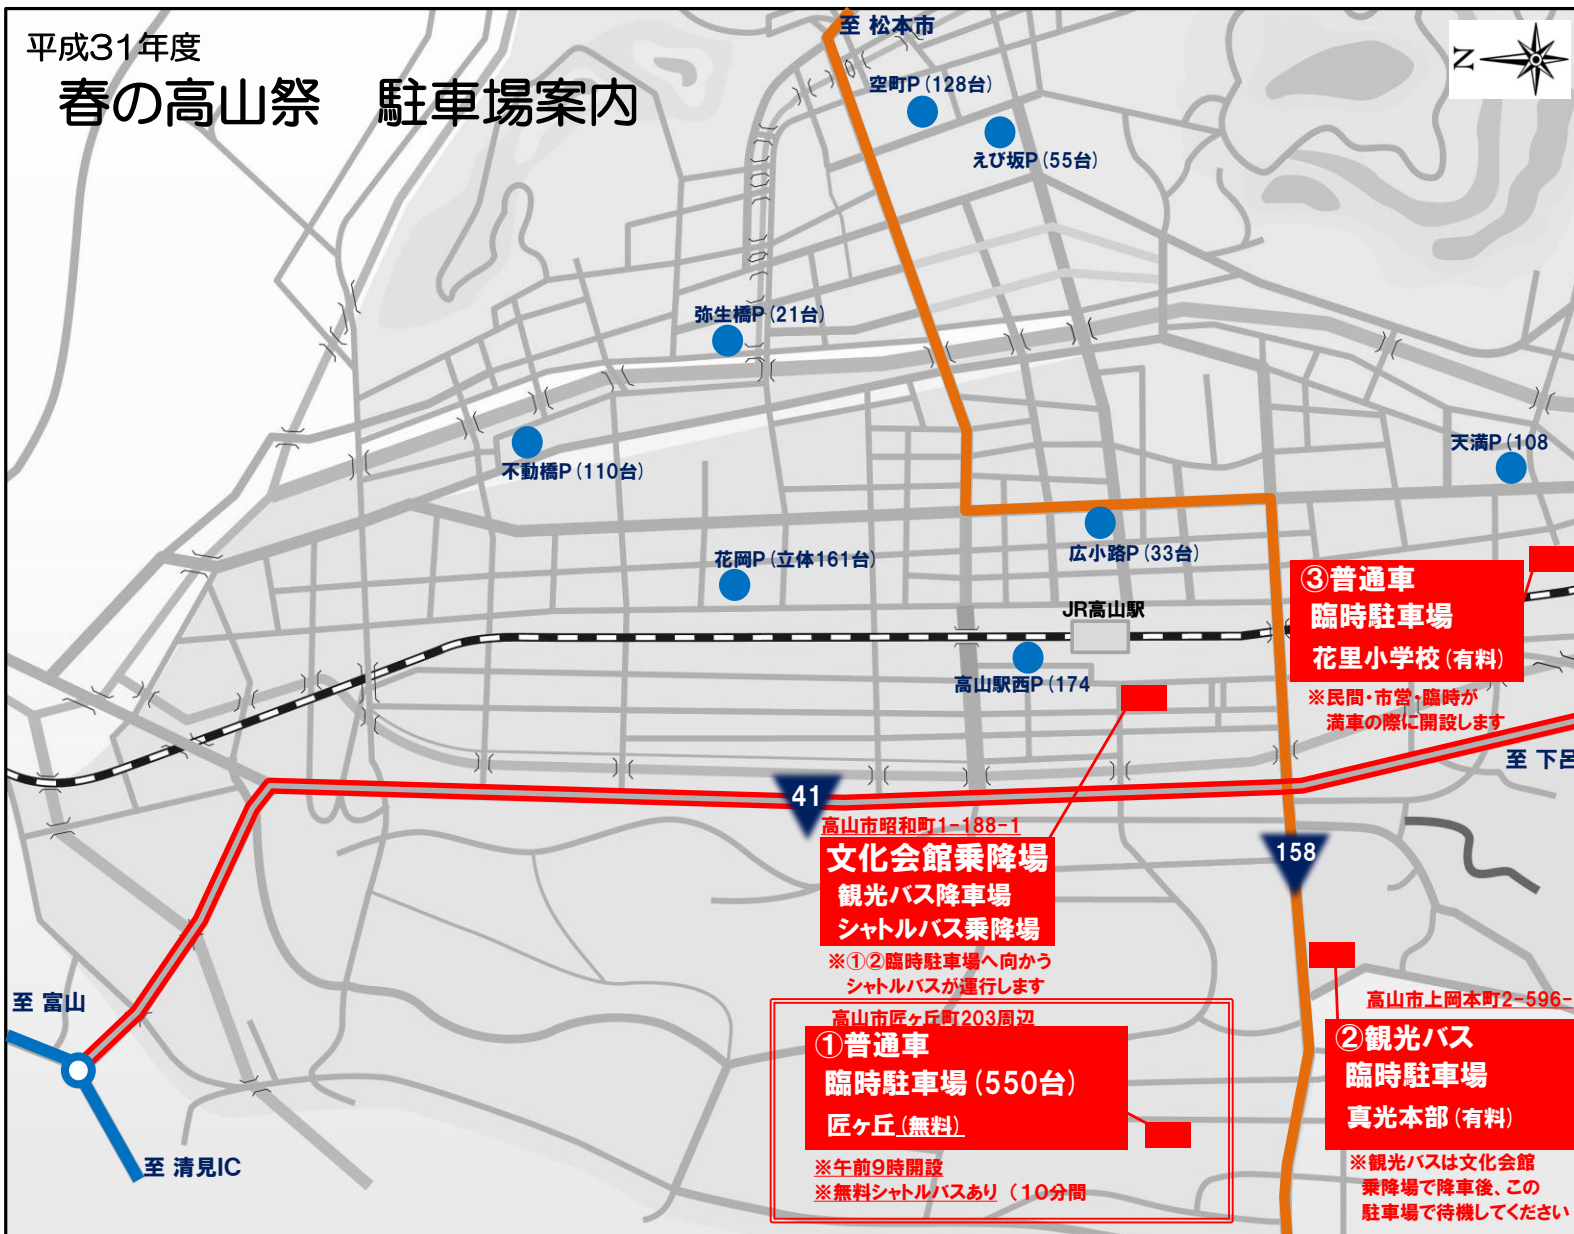 平成31年度
春の高山祭　駐車場案内
至 松本市
N
空町P(128台)
えび坂P(55台)
弥生橋P(21台)
不動橋P(110台)
天満P(108
花岡P(立体161台)
広小路P(33台)
JR高山駅
高山駅西P(174
③普通車
臨時駐車場
花里小学校(有料)
※民間・市営・臨時が
満車の際に開設します
至 下呂
41
158
高山市昭和町1-188-1
文化会館乗降場
観光バス降車場
シャトルバス乗降場
※①②臨時駐車場へ向かう
シャトルバスが運行します
至 富山
至 清見IC
高山市匠ヶ丘町203周辺
①普通車
臨時駐車場(550台)
匠ヶ丘(無料)
※午前9時開設
※無料シャトルバスあり（10分間
高山市上岡本町2-596-
②観光バス
臨時駐車場
真光本部(有料)
※観光バスは文化会館
乗降場で降車後、この
駐車場で待機してください